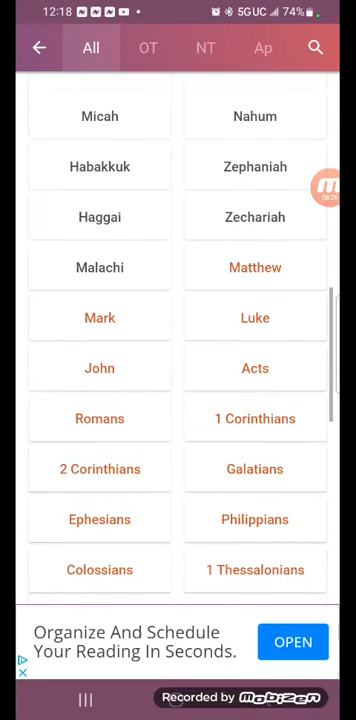 12:18 N N N 5GUC 74%
All OT NT Ap
Micah Nahum
Habakkuk Zephaniah
Haggai Zechariah
Malachi Matthew
Mark Luke
John Acts
Romans 1 Corinthians
2 Corinthians Galatians
Ephesians Philippians
Colossians 1 Thessalonians
Organize And Schedule
Your Reading In Seconds.
OPEN
Recorded by mobizen